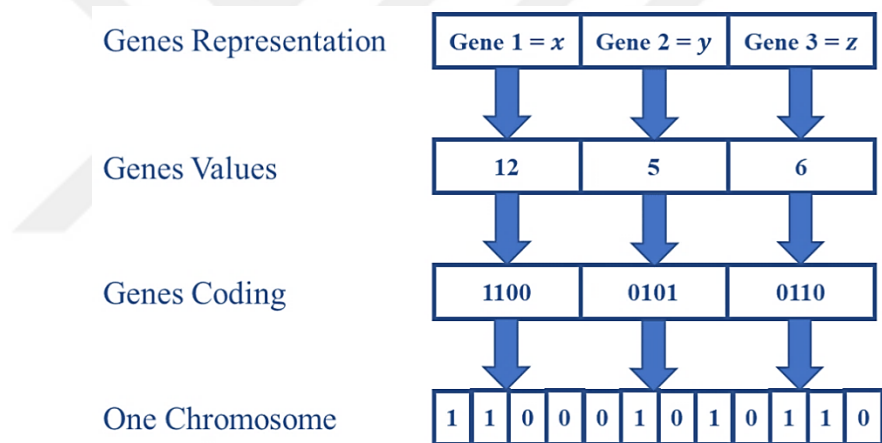 Genes Representation Gene 1 = x Gene 2 = y Gene 3 = z
Genes Values 12 5 6
Genes Coding 1100 0101 0110
One Chromosome 1 1 0 0 0 1 0 1 0 1 1 0